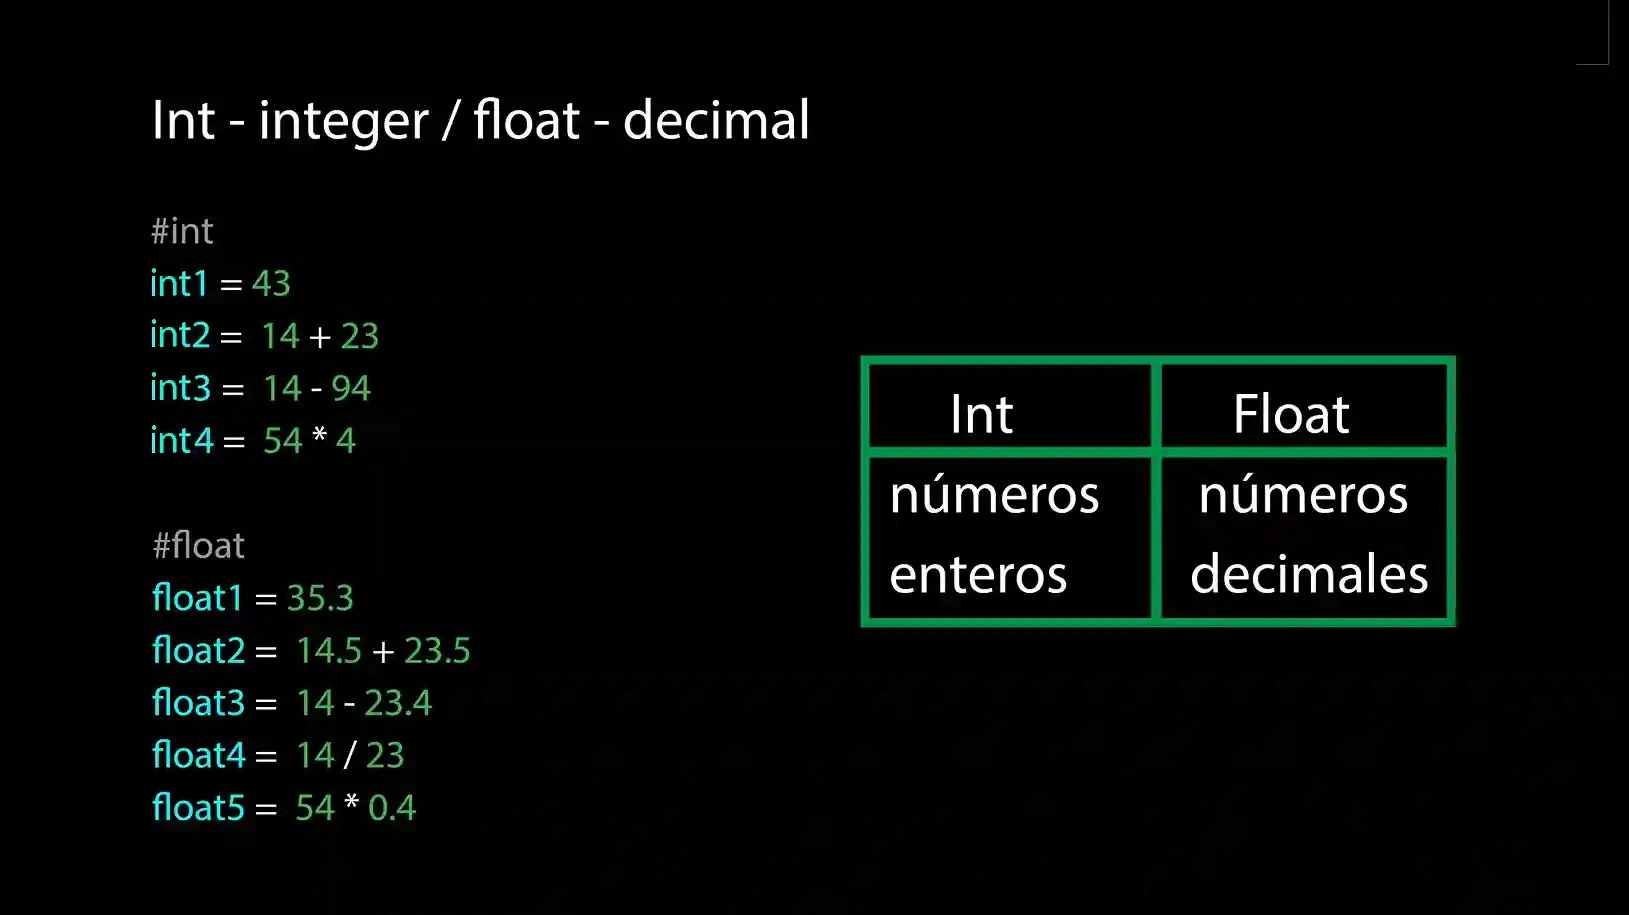 Int - integer / float - decimal
#int
int1 = 43
int2 = 14 + 23
int3 = 14 - 94
int4 = 54 * 4
#float
float1 = 35.3
float2 = 14.5 + 23.5
float3 = 14 - 23.4
float4 = 14 / 23
float5 = 54 * 0.4
Int Float
números números
enteros decimales